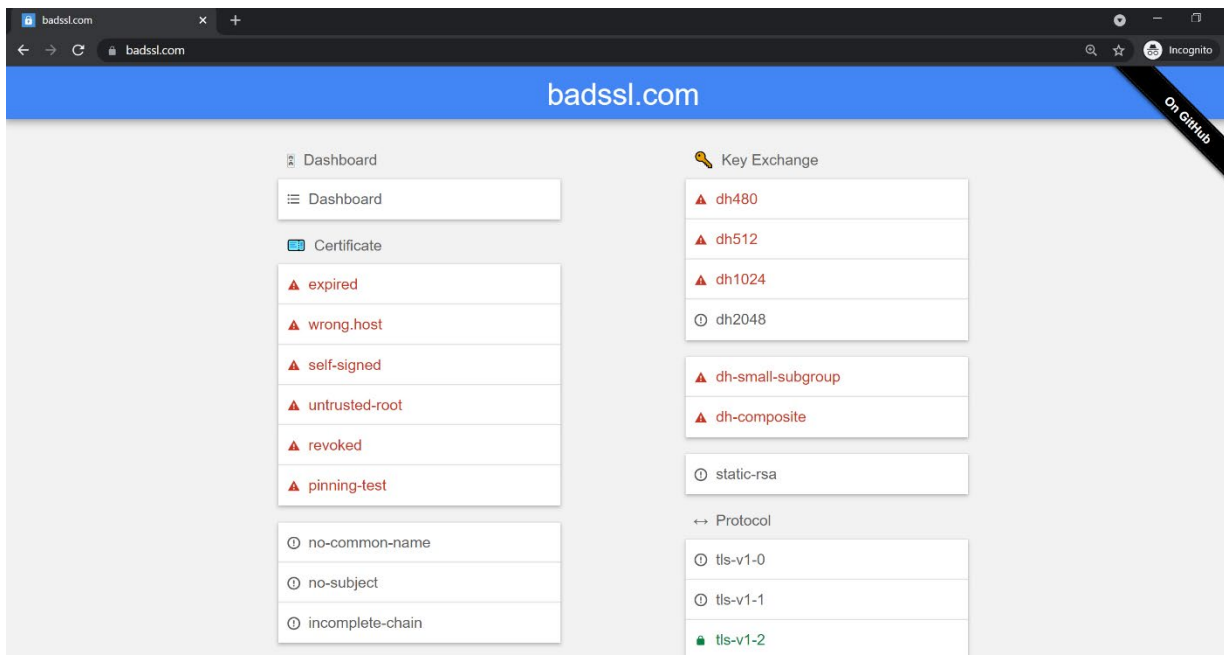 badssl.com
badssl.com
Incognito
badssl.com
On GitHub
Dashboard
Dashboard
Certificate
expired
wrong.host
self-signed
untrusted-root
revoked
pinning-test
no-common-name
no-subject
incomplete-chain
Key Exchange
dh480
dh512
dh1024
dh2048
dh-small-subgroup
dh-composite
static-rsa
Protocol
tls-v1-0
tls-v1-1
tls-v1-2